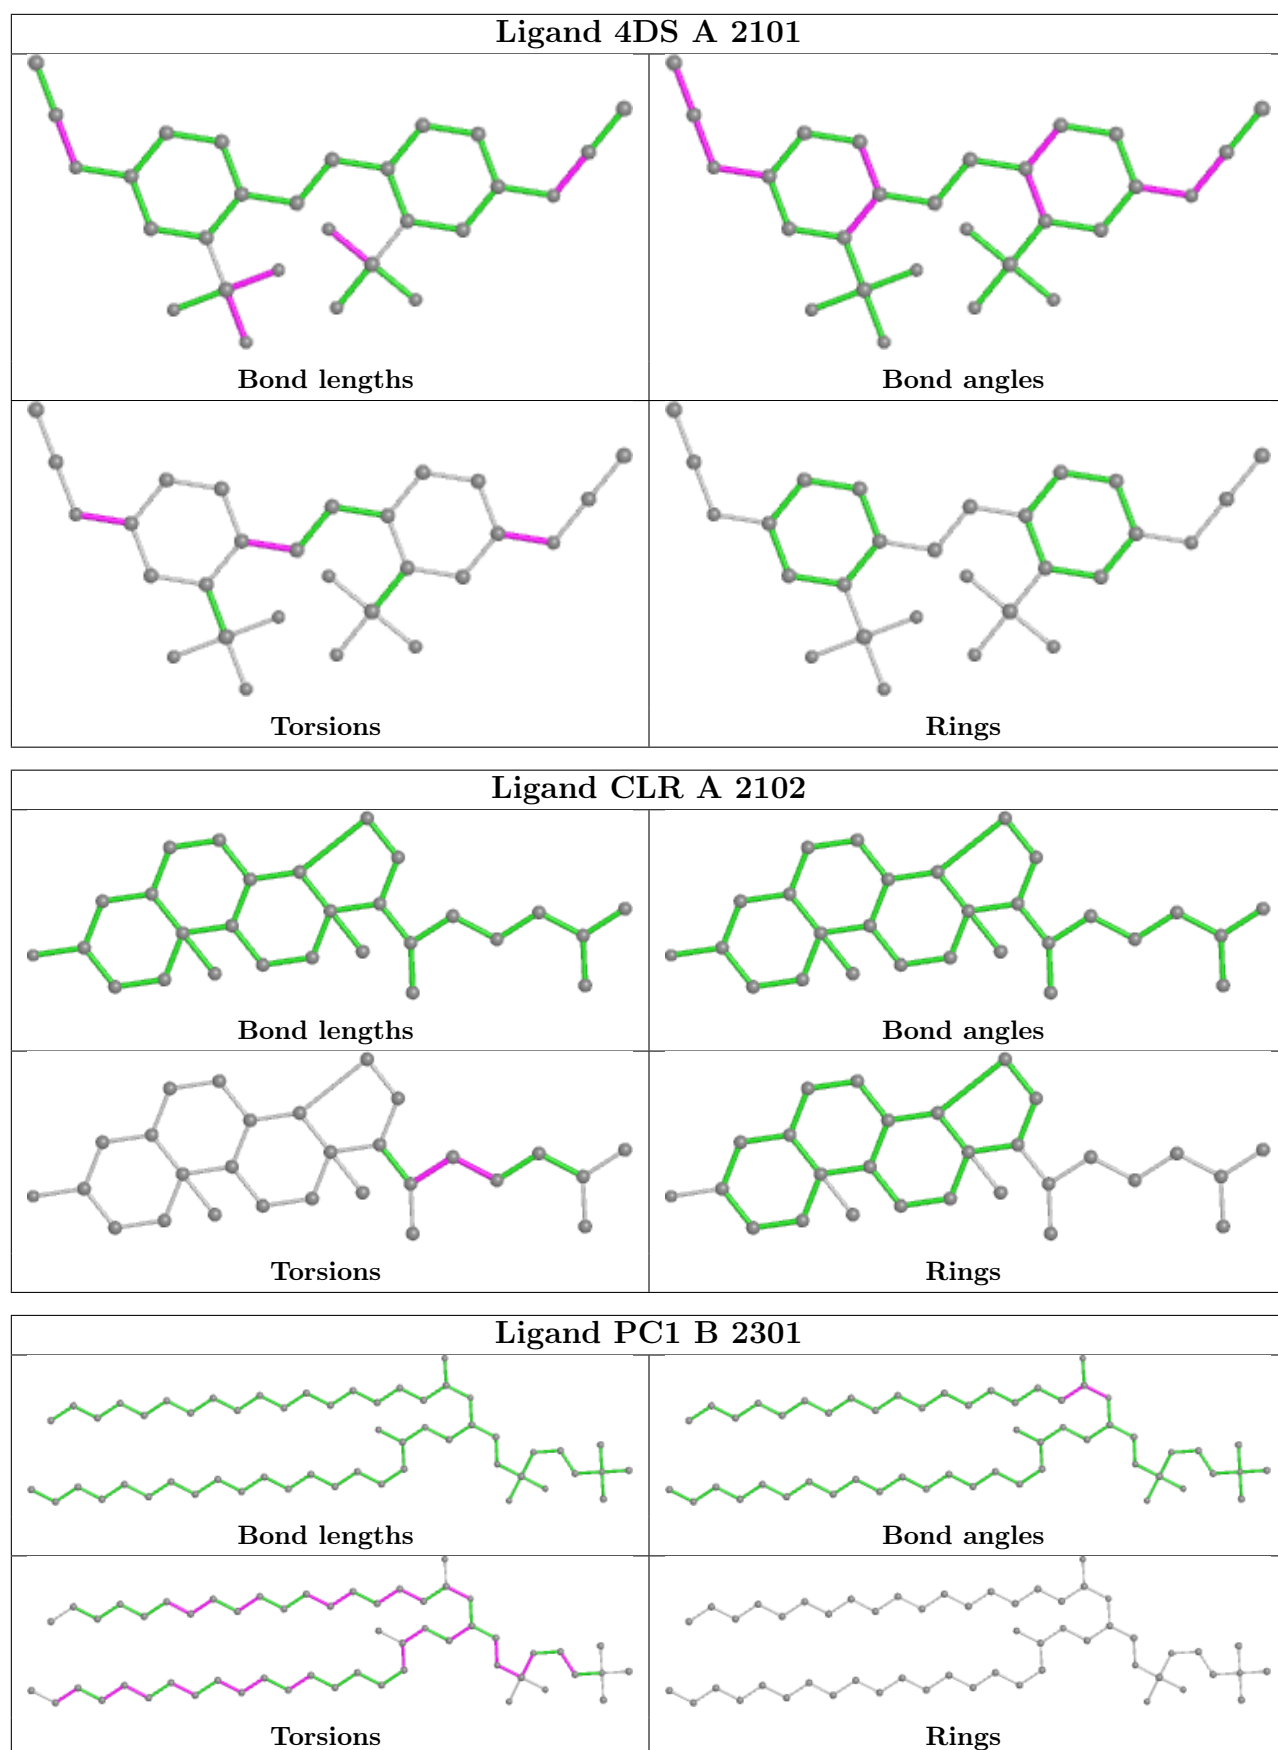 Ligand 4DS A 2101
Bond lengths
Bond angles
Torsions
Rings
Ligand CLR A 2102
Bond lengths
Bond angles
Torsions
Rings
Ligand PC1 B 2301
Bond lengths
Bond angles
Torsions
Rings